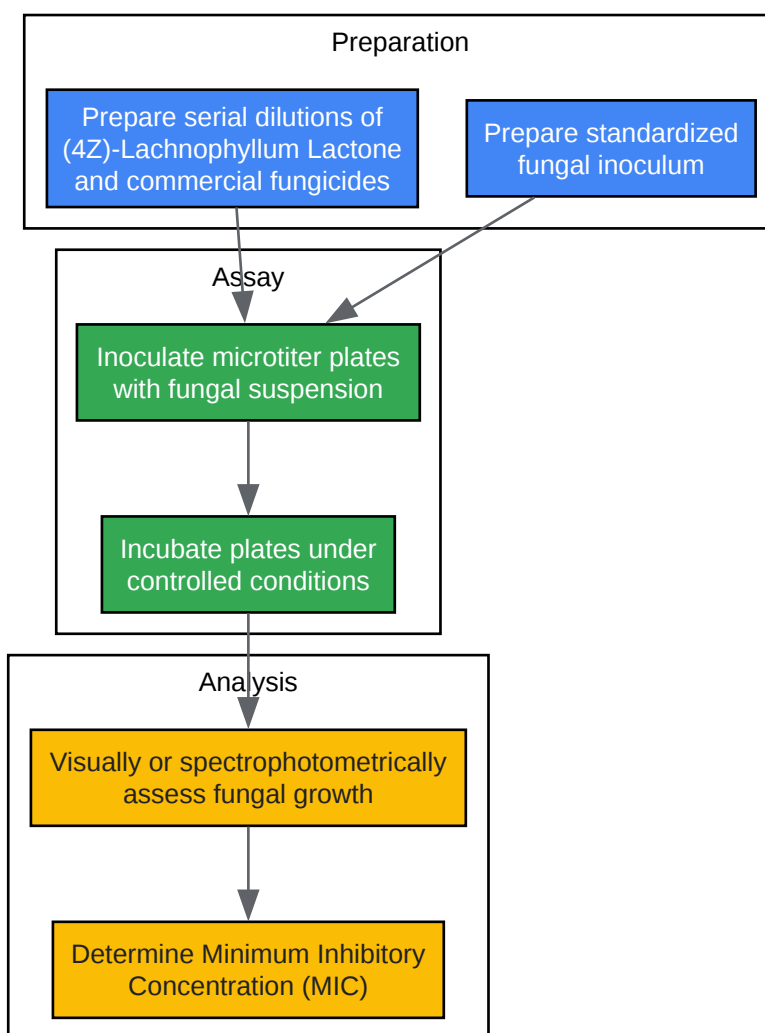 Preparation
Prepare serial dilutions of
(4Z)-Lachnophyllum Lactone
and commercial fungicides
Prepare standardized
fungal inoculum
Assay
Inoculate microtiter plates
with fungal suspension
Incubate plates under
controlled conditions
Analysis
Visually or spectrophotometrically
assess fungal growth
Determine Minimum Inhibitory
Concentration (MIC)